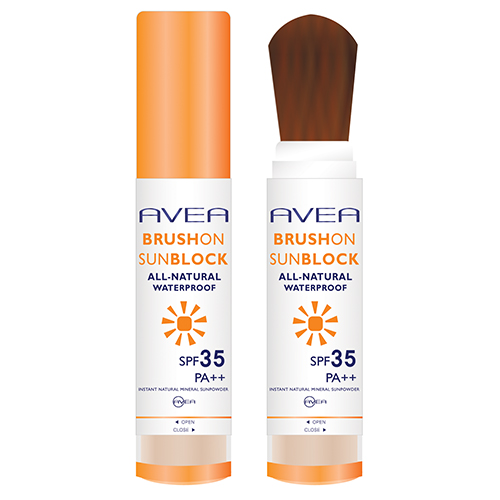 AVEA
BRUSHON
SUNBLOCK
ALL-NATURAL
WATERPROOF
SPF35
PA++
INSTANT NATURAL MINERAL SUNPOWDER
AVEA
◄ OPEN
CLOSE ►
AVEA
BRUSHON
SUNBLOCK
ALL-NATURAL
WATERPROOF
SPF35
PA++
INSTANT NATURAL MINERAL SUNPOWDER
AVEA
◄ OPEN
CLOSE ►